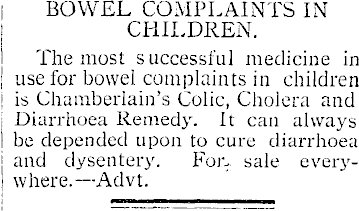 BOWEL COMPLAINTS IN
CHILDREN.
The most successful medicine in
use for bowel complaints in children
is Chamberlain's Colic, Cholera and
Diarrhoea Remedy. It can always
be depended upon to cure diarrhoea
and dysentery. For sale every-
where.—Advt.